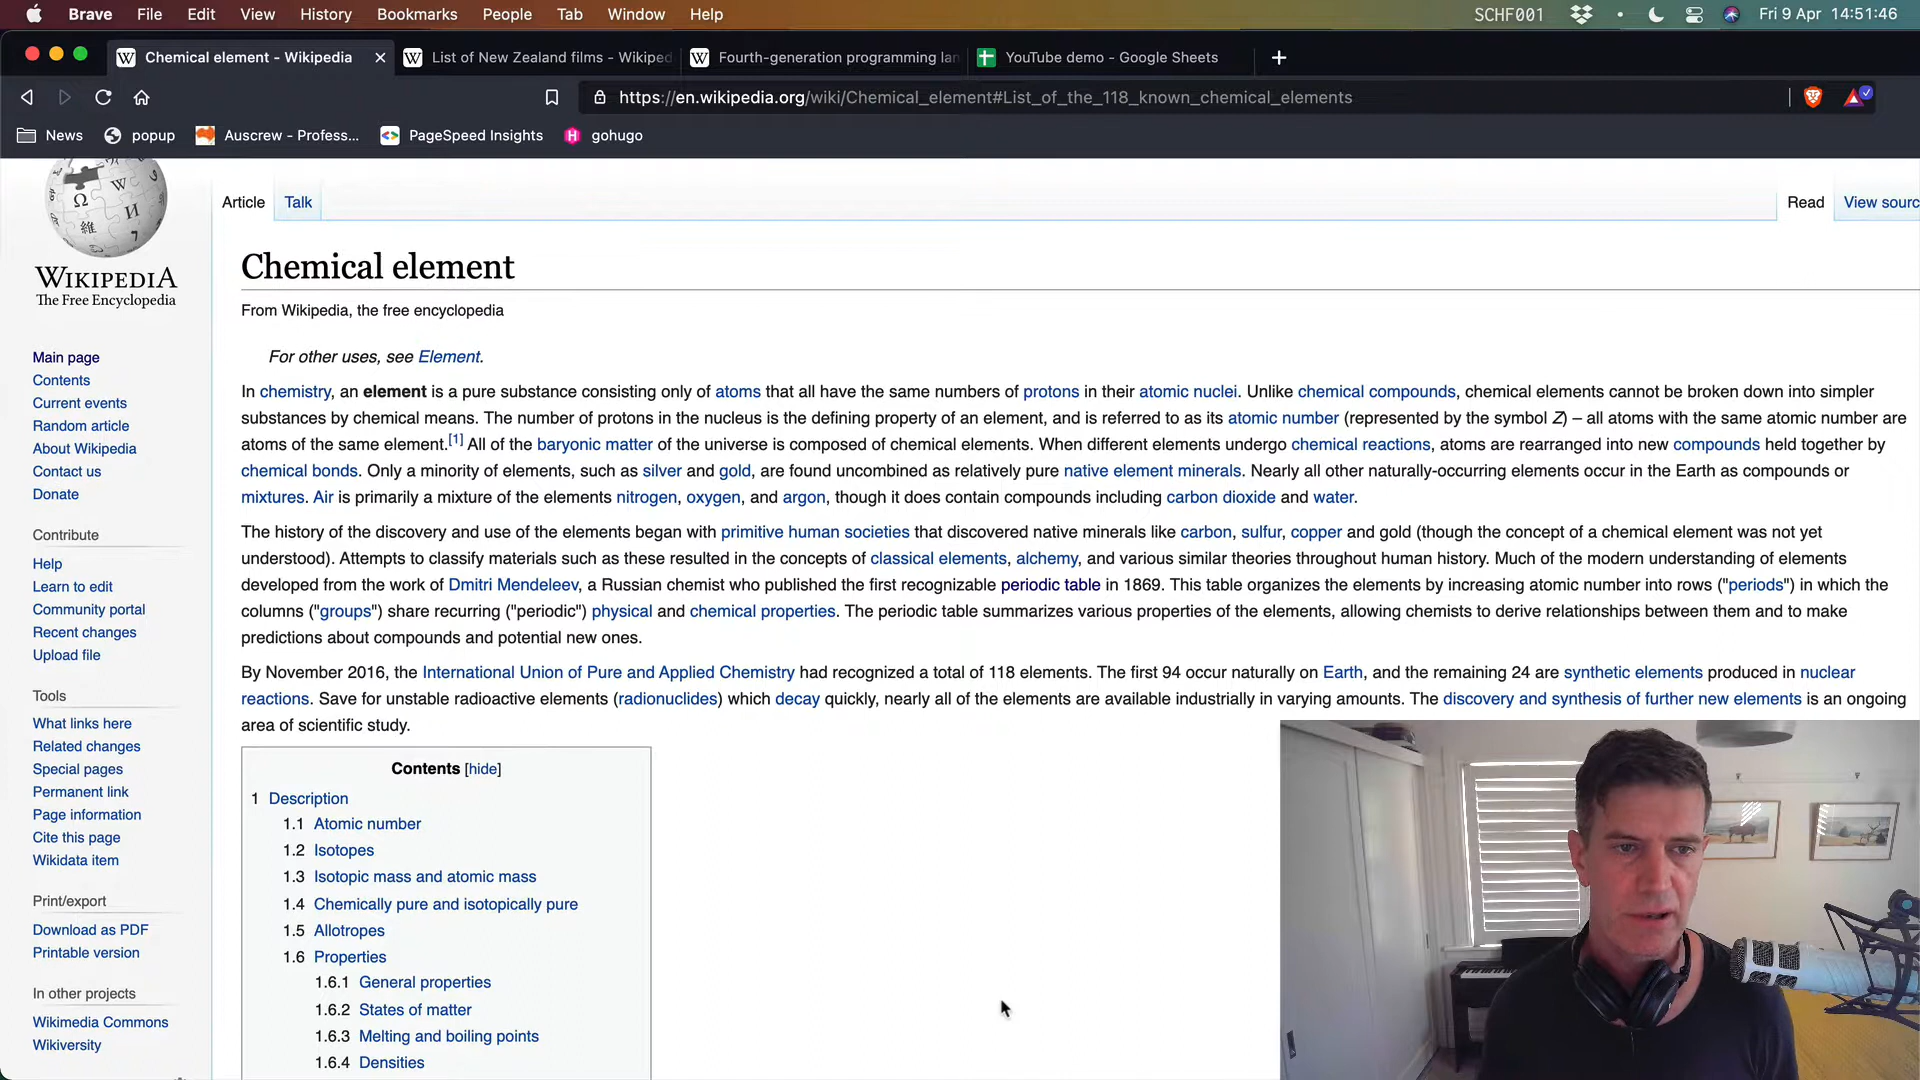 Brave File Edit View History Bookmarks People Tab Window Help SCHF001 Fri 9 Apr 14:51:46
Chemical element - Wikipedia List of New Zealand films - Wikiped Fourth-generation programming lan YouTube demo - Google Sheets
https://en.wikipedia.org/wiki/Chemical_element#List_of_the_118_known_chemical_elements
News popup Auscrew - Profess... PageSpeed Insights gohugo
WIKIPEDIA
The Free Encyclopedia
Main page
Contents
Current events
Random article
About Wikipedia
Contact us
Donate
Contribute
Help
Learn to edit
Community portal
Recent changes
Upload file
Tools
What links here
Related changes
Special pages
Permanent link
Page information
Cite this page
Wikidata item
Print/export
Download as PDF
Printable version
In other projects
Wikimedia Commons
Wikiversity
Article Talk Read View sourc
Chemical element
From Wikipedia, the free encyclopedia
For other uses, see Element.
In chemistry, an element is a pure substance consisting only of atoms that all have the same numbers of protons in their atomic nuclei. Unlike chemical compounds, chemical elements cannot be broken down into simpler
substances by chemical means. The number of protons in the nucleus is the defining property of an element, and is referred to as its atomic number (represented by the symbol Z) – all atoms with the same atomic number are
atoms of the same element.[1] All of the baryonic matter of the universe is composed of chemical elements. When different elements undergo chemical reactions, atoms are rearranged into new compounds held together by
chemical bonds. Only a minority of elements, such as silver and gold, are found uncombined as relatively pure native element minerals. Nearly all other naturally-occurring elements occur in the Earth as compounds or
mixtures. Air is primarily a mixture of the elements nitrogen, oxygen, and argon, though it does contain compounds including carbon dioxide and water.
The history of the discovery and use of the elements began with primitive human societies that discovered native minerals like carbon, sulfur, copper and gold (though the concept of a chemical element was not yet
understood). Attempts to classify materials such as these resulted in the concepts of classical elements, alchemy, and various similar theories throughout human history. Much of the modern understanding of elements
developed from the work of Dmitri Mendeleev, a Russian chemist who published the first recognizable periodic table in 1869. This table organizes the elements by increasing atomic number into rows ("periods") in which the
columns ("groups") share recurring ("periodic") physical and chemical properties. The periodic table summarizes various properties of the elements, allowing chemists to derive relationships between them and to make
predictions about compounds and potential new ones.
By November 2016, the International Union of Pure and Applied Chemistry had recognized a total of 118 elements. The first 94 occur naturally on Earth, and the remaining 24 are synthetic elements produced in nuclear
reactions. Save for unstable radioactive elements (radionuclides) which decay quickly, nearly all of the elements are available industrially in varying amounts. The discovery and synthesis of further new elements is an ongoing
area of scientific study.
Contents [hide]
1 Description
1.1 Atomic number
1.2 Isotopes
1.3 Isotopic mass and atomic mass
1.4 Chemically pure and isotopically pure
1.5 Allotropes
1.6 Properties
1.6.1 General properties
1.6.2 States of matter
1.6.3 Melting and boiling points
1.6.4 Densities